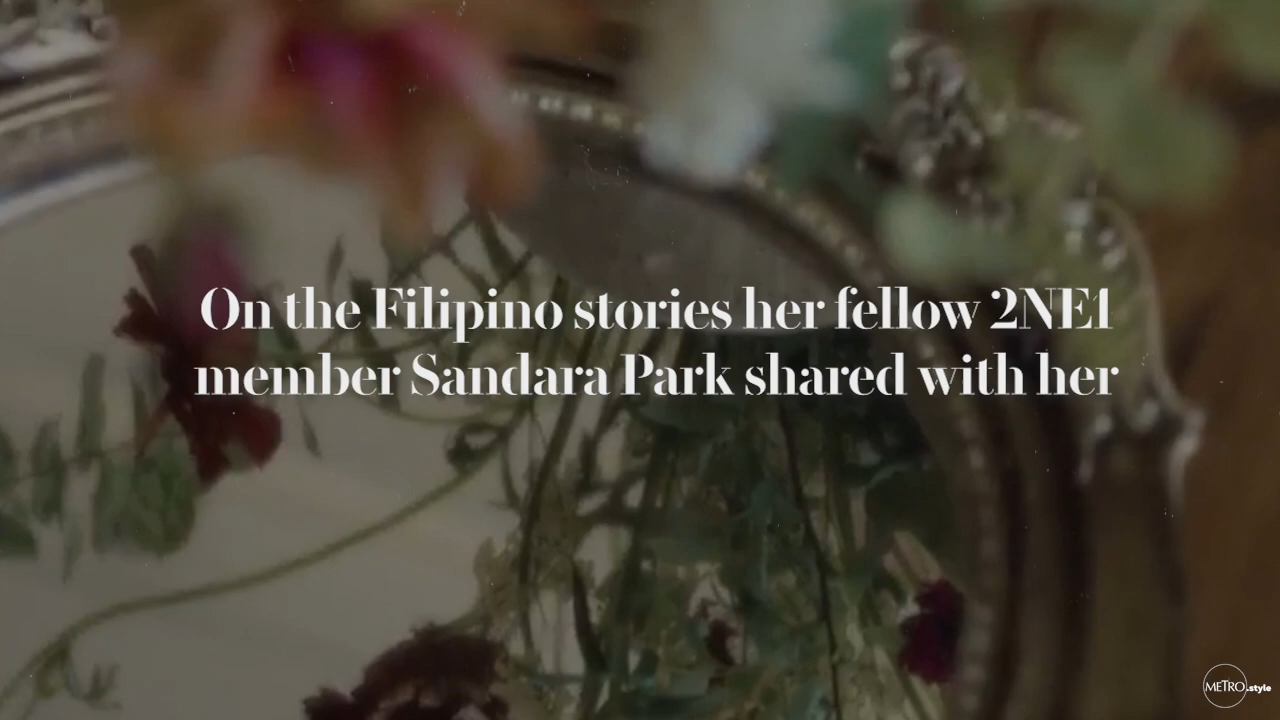 On the Filipino stories her fellow 2NE1
member Sandara Park shared with her
METRO.style